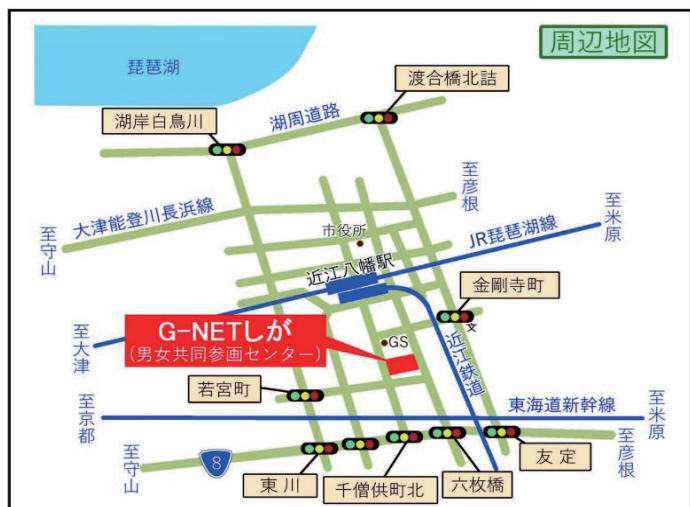 周辺地図
琵琶湖
渡合橋北詰
湖岸白鳥川
湖周道路
至彦根
大津能登川長浜線
至守山
市役所
JR琵琶湖線
至米原
近江八幡駅
金剛寺町
文
至大津
G-NETしが
(男女共同参画センター)
GS
近江鉄道
若宮町
至京都
東海道新幹線
至米原
至守山
8
東川
千僧供町北
六枚橋
友定
至彦根